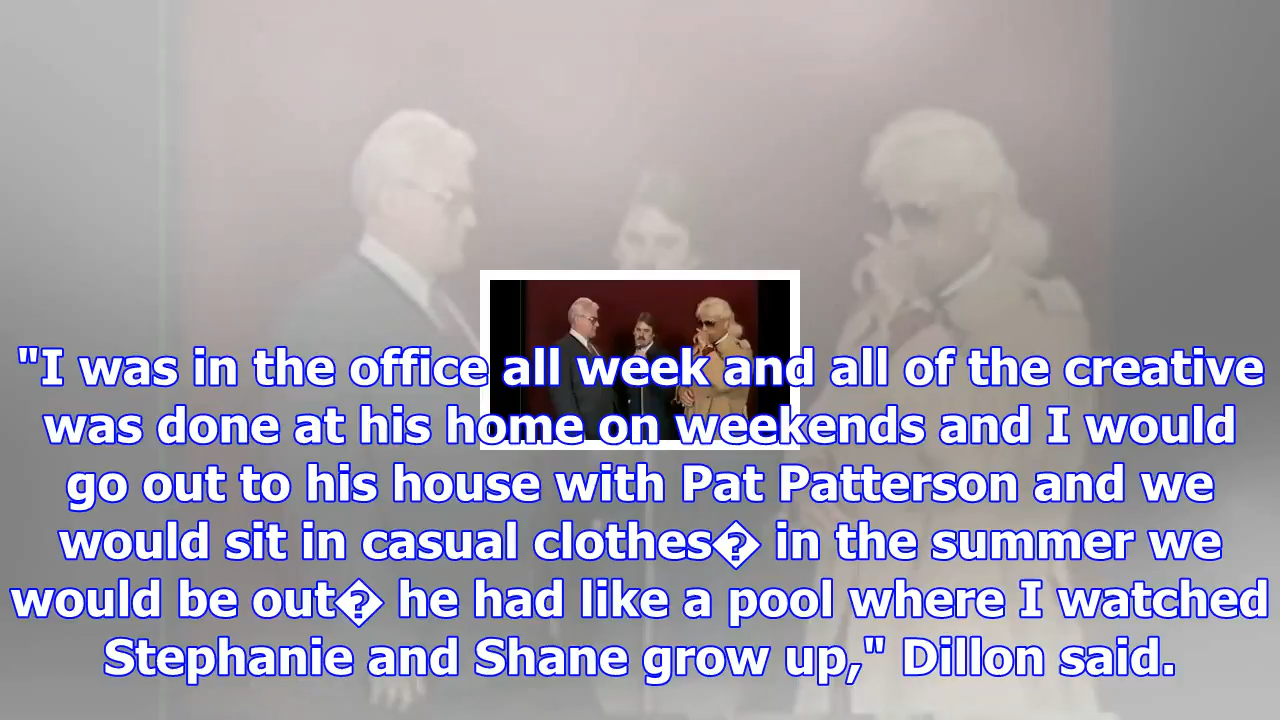 "I was in the office all week and all of the creative
was done at his home on weekends and I would
go out to his house with Pat Patterson and we
would sit in casual clothes� in the summer we
would be out� he had like a pool where I watched
Stephanie and Shane grow up," Dillon said.